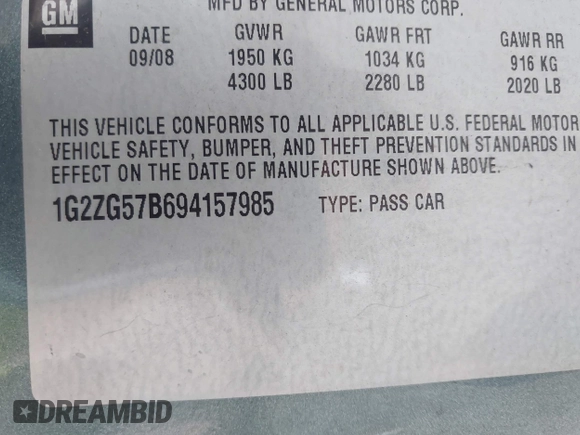 MFD BY GENERAL MOTORS CORP.
GM
DATE GVWR GAWR FRT GAWR RR
09/08 1950 KG 1034 KG 916 KG
4300 LB 2280 LB 2020 LB
THIS VEHICLE CONFORMS TO ALL APPLICABLE U.S. FEDERAL MOTOR
VEHICLE SAFETY, BUMPER, AND THEFT PREVENTION STANDARDS IN
EFFECT ON THE DATE OF MANUFACTURE SHOWN ABOVE.
1G2ZG57B694157985 TYPE: PASS CAR
DREAMBID